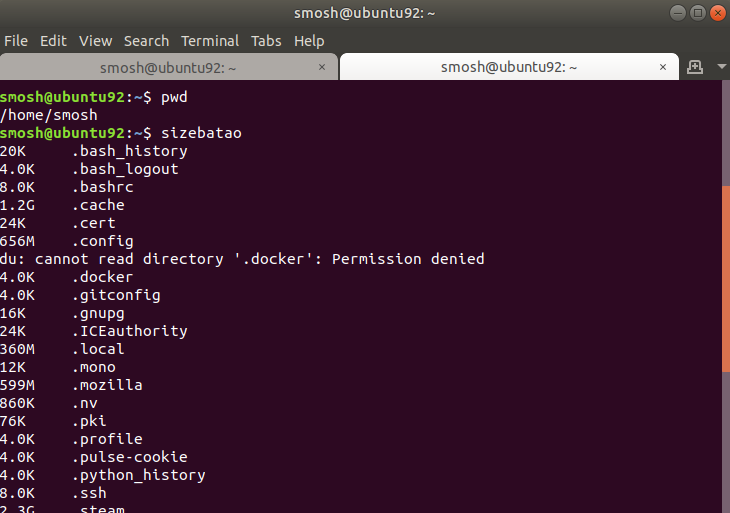 smosh@ubuntu92: ~
File Edit View Search Terminal Tabs Help
smosh@ubuntu92: ~ × smosh@ubuntu92: ~ ×
smosh@ubuntu92:~$ pwd
/home/smosh
smosh@ubuntu92:~$ sizebatao
20K .bash_history
4.0K .bash_logout
8.0K .bashrc
1.2G .cache
24K .cert
656M .config
du: cannot read directory '.docker': Permission denied
4.0K .docker
4.0K .gitconfig
16K .gnupg
24K .ICEauthority
360M .local
12K .mono
599M .mozilla
860K .nv
76K .pki
4.0K .profile
4.0K .pulse-cookie
4.0K .python_history
8.0K .ssh
2.3G .steam